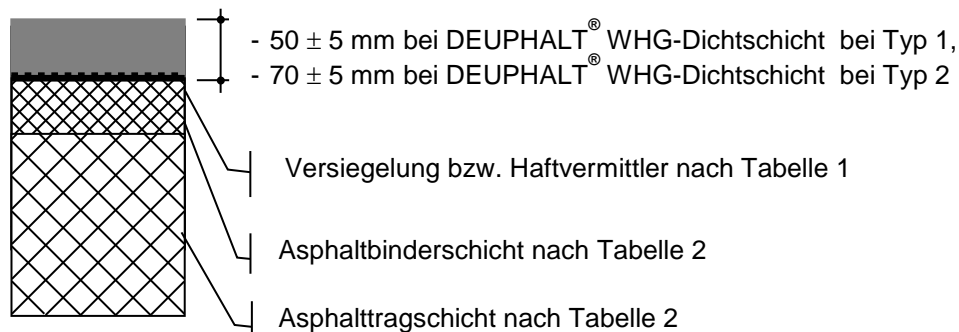 - 50 ± 5 mm bei DEUPHALT® WHG-Dichtschicht bei Typ 1,
- 70 ± 5 mm bei DEUPHALT® WHG-Dichtschicht bei Typ 2
Versiegelung bzw. Haftvermittler nach Tabelle 1
Asphaltbinderschicht nach Tabelle 2
Asphalttragschicht nach Tabelle 2